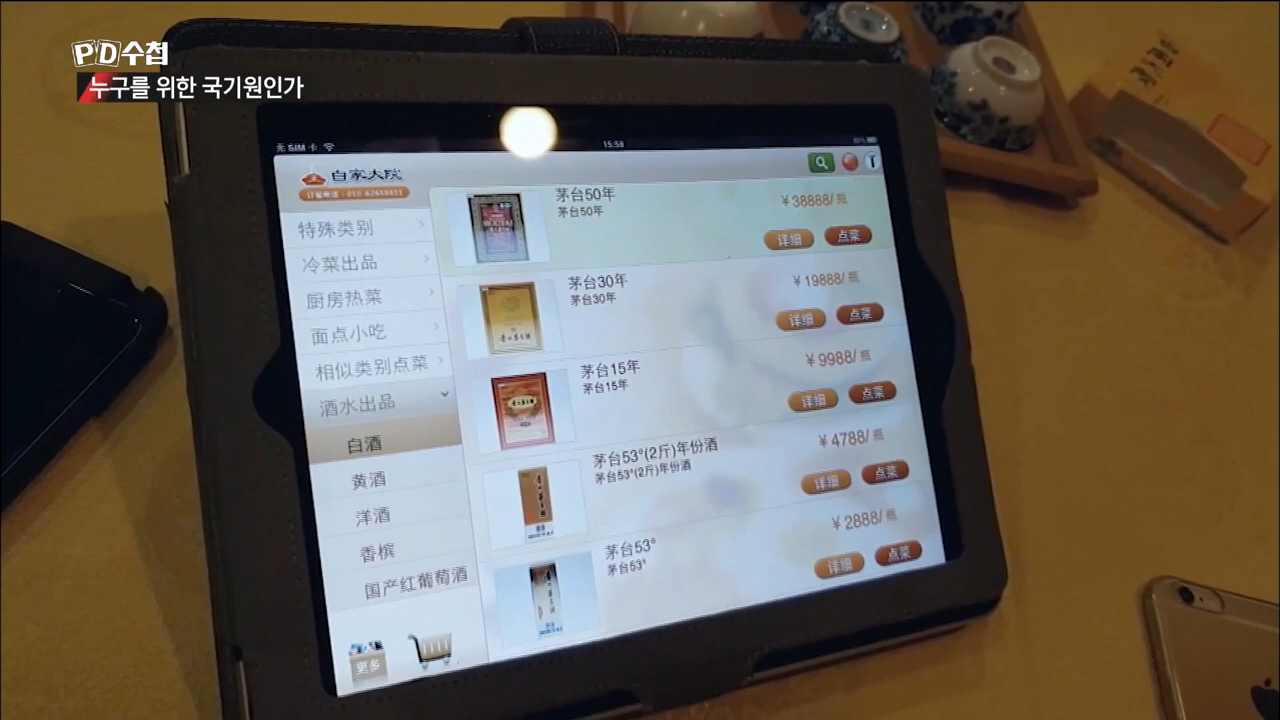 PD수첩
누구를 위한 국기원인가
无 SIM 卡
15:58
白家大院
订餐电话：010-62658851
特殊类别
冷菜出品
厨房热菜
面点小吃
相似类别点菜
酒水出品
白酒
黄酒
洋酒
香槟
国产红葡萄酒
更多
茅台50年
茅台50年
¥38888/瓶
详细 点菜
茅台30年
茅台30年
¥19888/瓶
详细 点菜
茅台15年
茅台15年
¥9988/瓶
详细 点菜
茅台53°(2斤)年份酒
茅台53°(2斤)年份酒
¥4788/瓶
详细 点菜
茅台53°
茅台53°
¥2888/瓶
详细 点菜